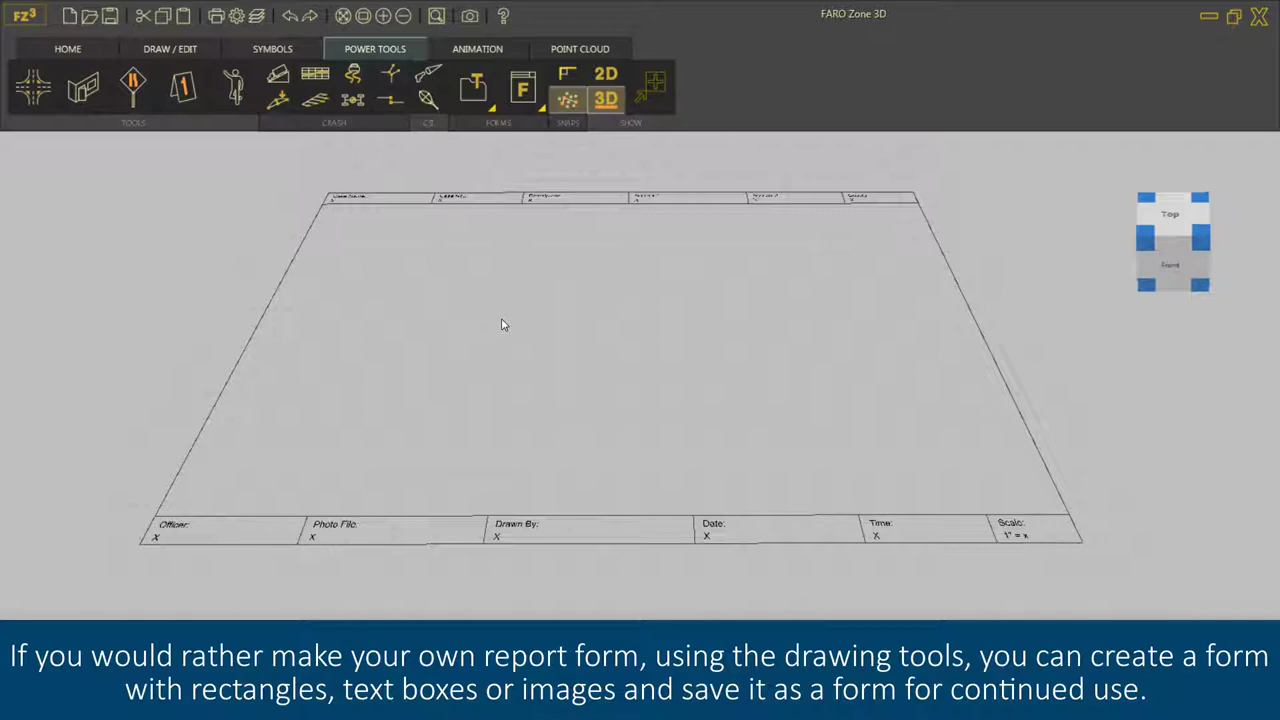 FZ3
FARO Zone 3D
HOME
DRAW / EDIT
SYMBOLS
POWER TOOLS
ANIMATION
POINT CLOUD
1
T
F
2D
3D
TOOLS
CRASH
CS
FORMS
SNAPS
SHOW
Top
Front
Officer:
X
Photo File:
X
Drawn By:
X
Date:
X
Time:
X
Scale:
1" = x
If you would rather make your own report form, using the drawing tools, you can create a form
with rectangles, text boxes or images and save it as a form for continued use.